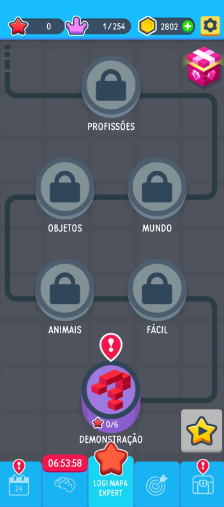 0 1/254 2802
PROFISSÕES
OBJETOS MUNDO
ANIMAIS FÁCIL
0/6
DEMONSTRAÇÃO
06:53:58
24
LOGI MAPA
EXPERT